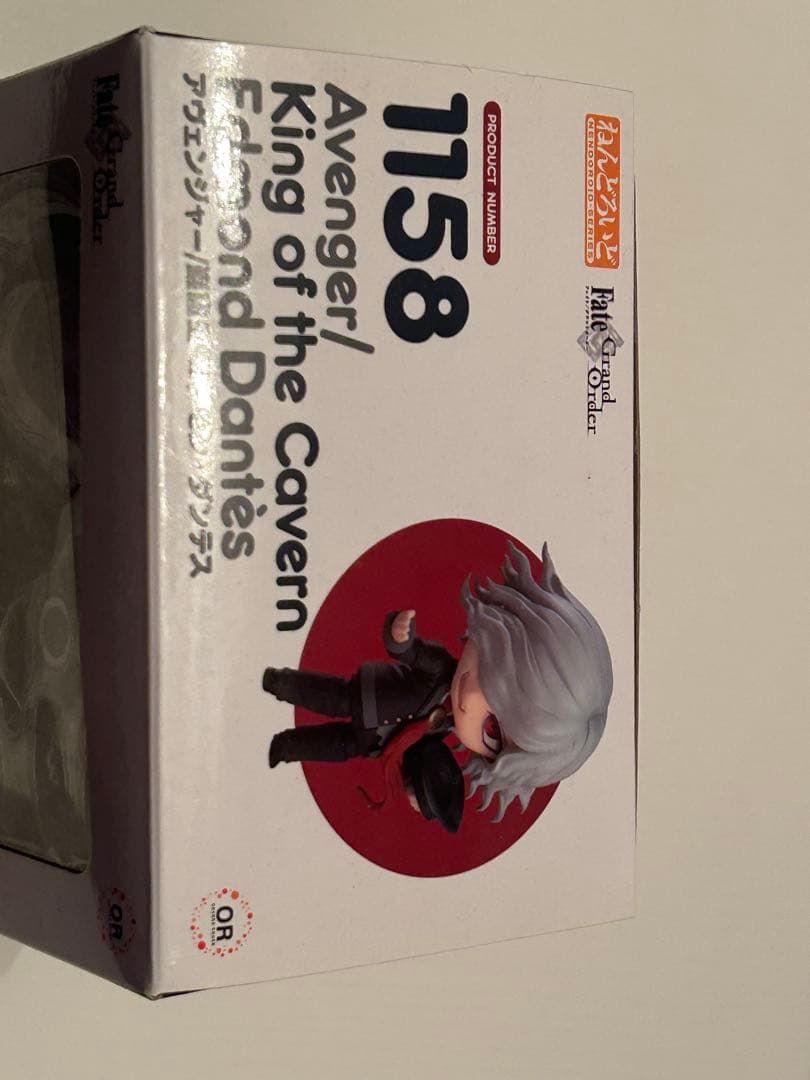 ねんどろいど
NENDOROID-SERIES
Fate
Grand
Order
PRODUCT NUMBER
1158
Avenger/
King of the Cavern
Edmond Dantès
アヴェンジャー/
ダンテス
OR
Fate
Grand
Order
OR